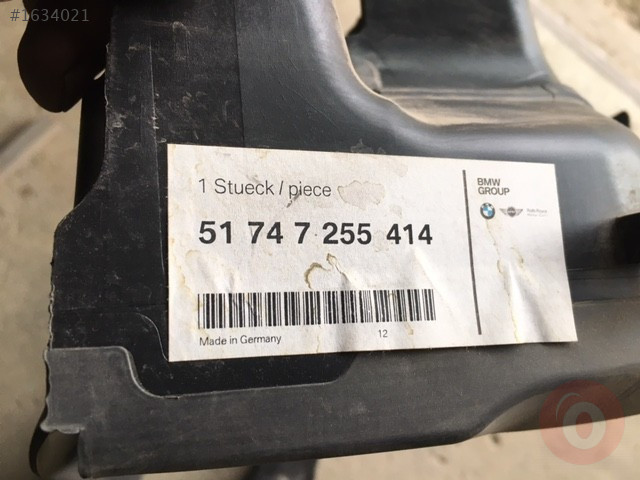 #1634021
1 Stueck / piece
BMW
GROUP
51 74 7 255 414
Made in Germany
12